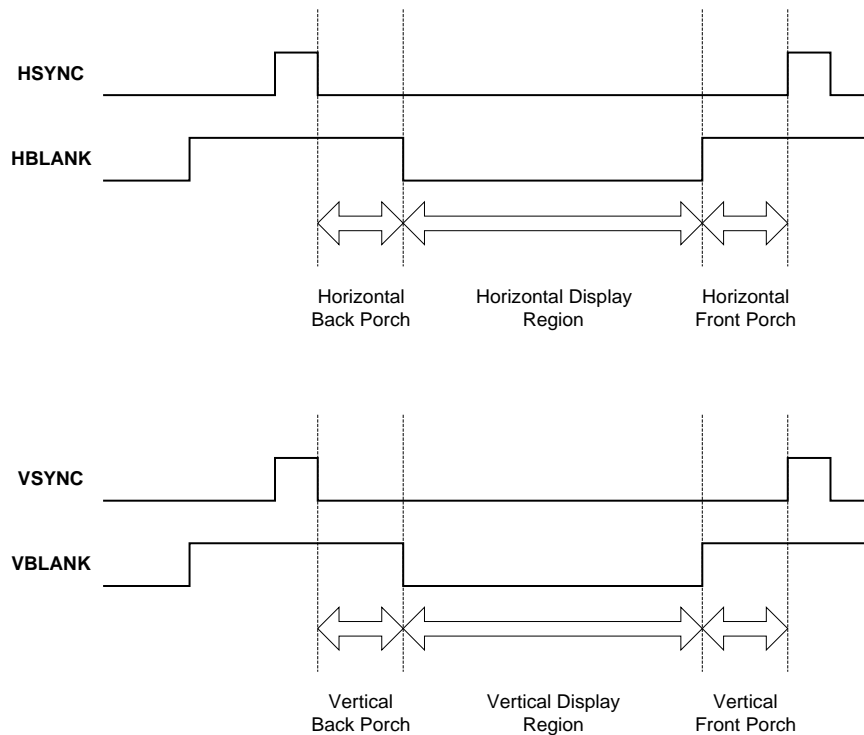 HSYNC
HBLANK
Horizontal
Back Porch
Horizontal Display
Region
Horizontal
Front Porch
VSYNC
VBLANK
Vertical
Back Porch
Vertical Display
Region
Vertical
Front Porch